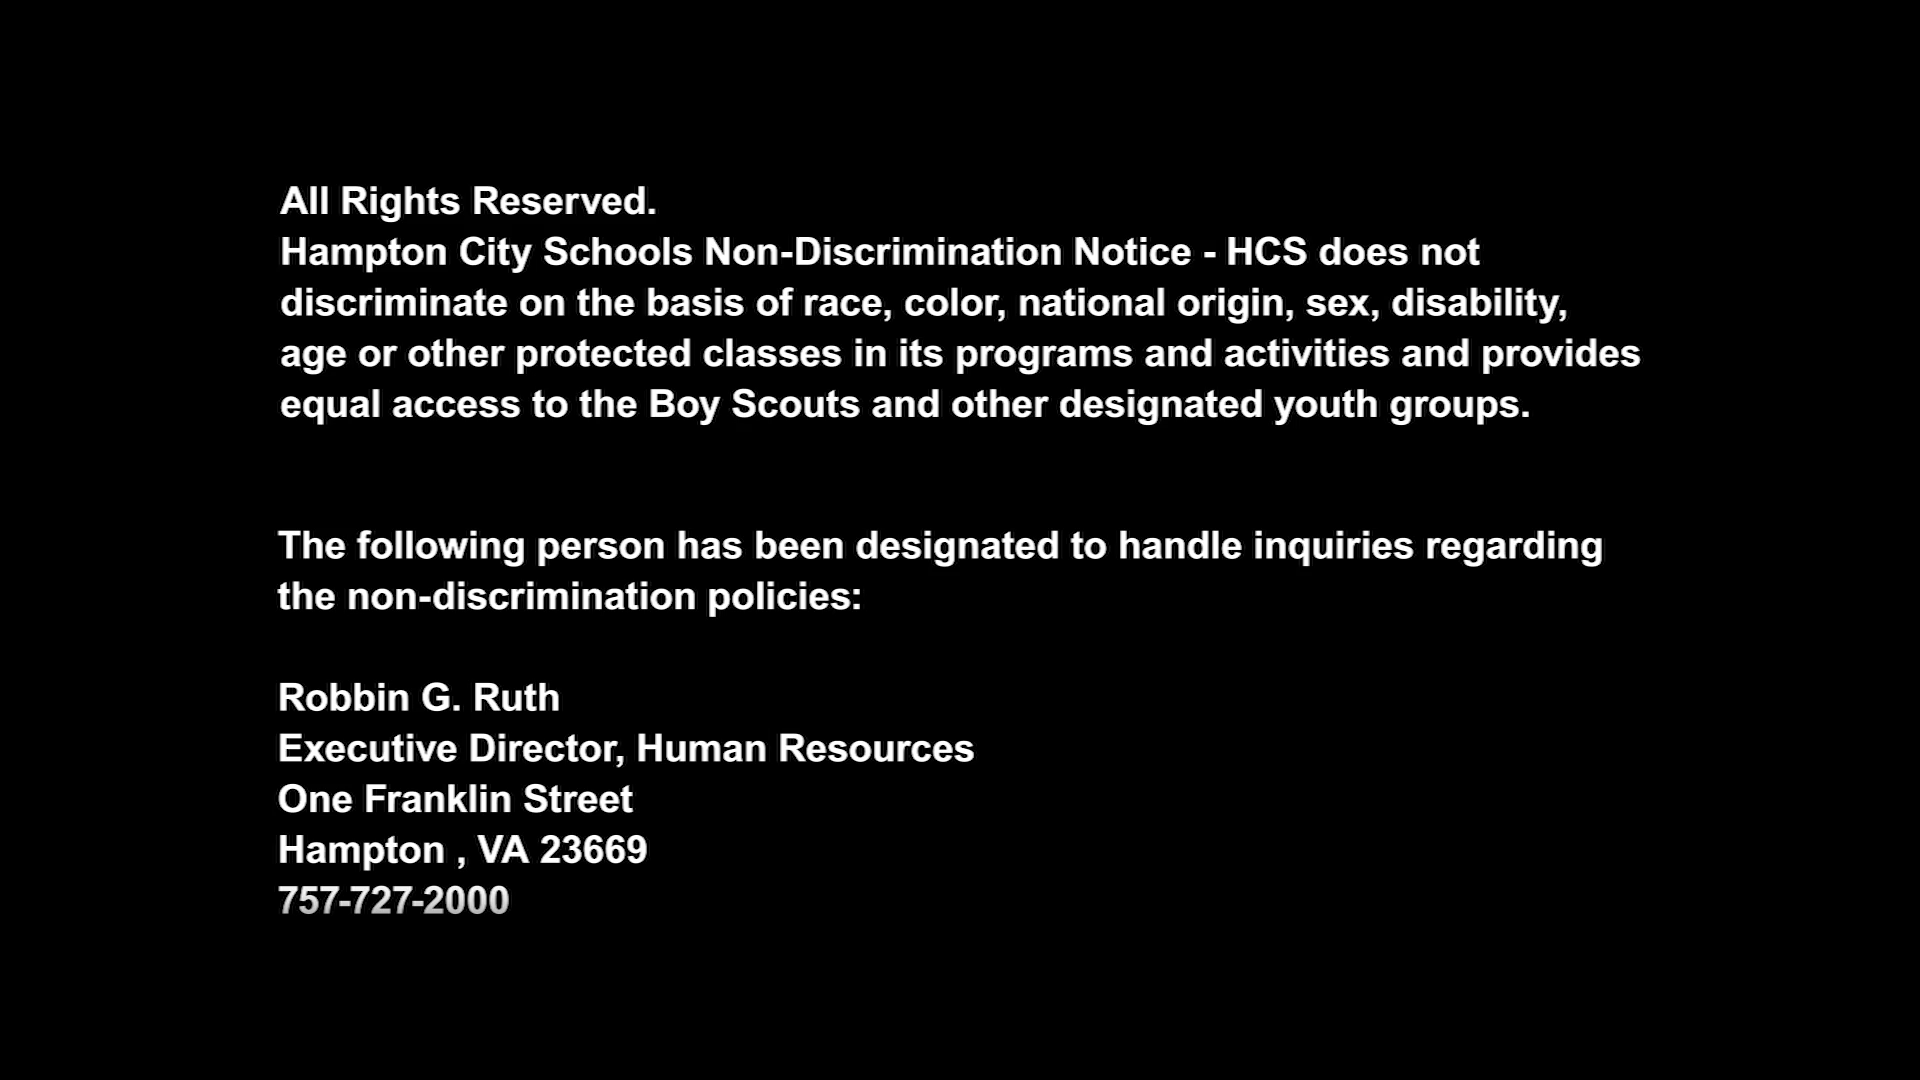 All Rights Reserved.
Hampton City Schools Non-Discrimination Notice - HCS does not
discriminate on the basis of race, color, national origin, sex, disability,
age or other protected classes in its programs and activities and provides
equal access to the Boy Scouts and other designated youth groups.
The following person has been designated to handle inquiries regarding
the non-discrimination policies:
Robbin G. Ruth
Executive Director, Human Resources
One Franklin Street
Hampton , VA 23669
757-727-2000